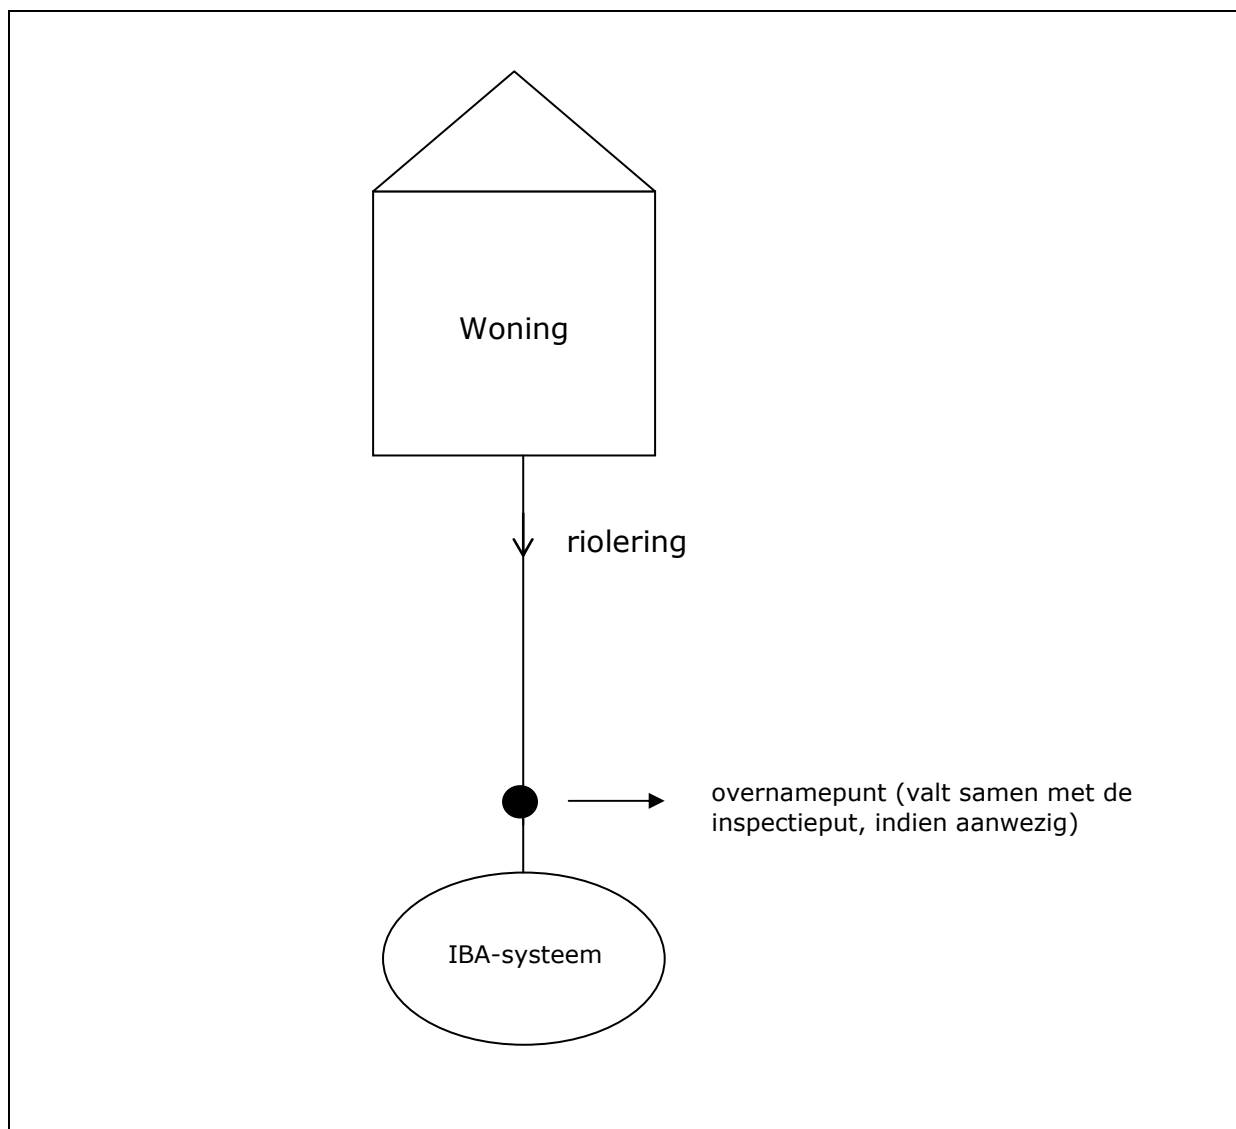 Woning
riolering
overnamepunt (valt samen met de
inspectieput, indien aanwezig)
IBA-systeem